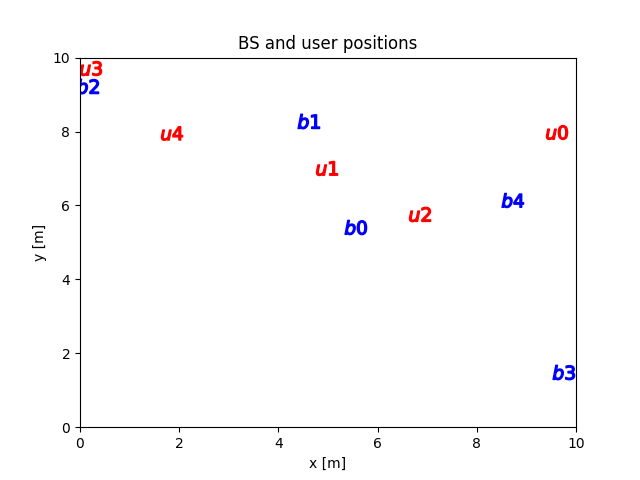 BS and user positions
10
u3
b2
b1
8
u4
u0
u1
6
b4
u2
b0
y [m]
4
2
b3
0
0 2 4 6 8 10
x [m]